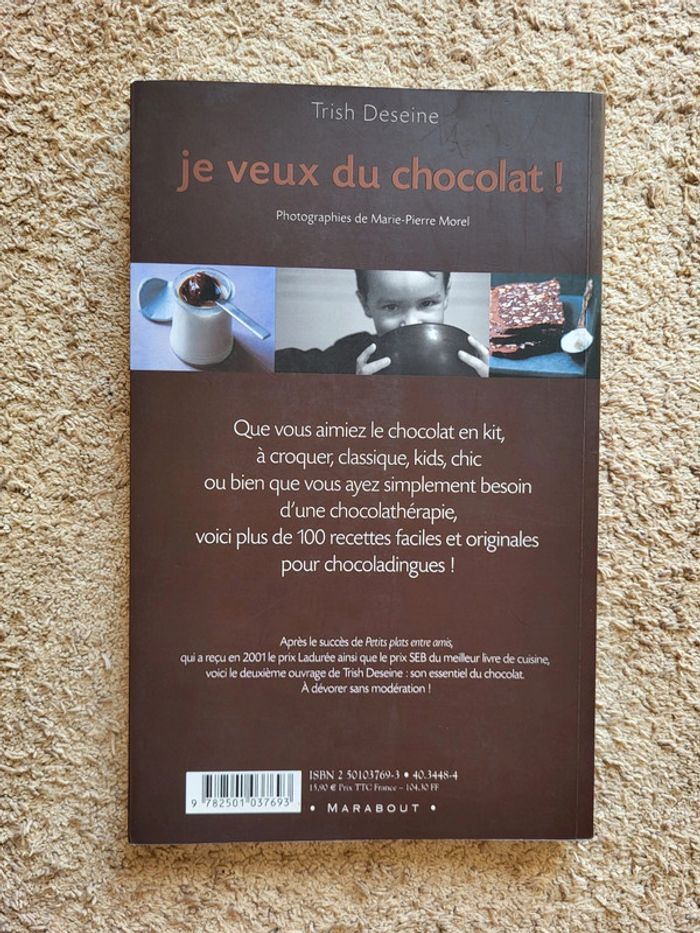 Trish Deseine
je veux du chocolat !
Photographies de Marie-Pierre Morel
Que vous aimiez le chocolat en kit,
à croquer, classique, kids, chic
ou bien que vous ayez simplement besoin
d'une chocolathérapie,
voici plus de 100 recettes faciles et originales
pour chocoladingues !
Après le succès de Petits plats entre amis,
qui a reçu en 2001 le prix Ladurée ainsi que le prix SEB du meilleur livre de cuisine,
voici le deuxième ouvrage de Trish Deseine : son essentiel du chocolat.
À dévorer sans modération !
ISBN 2 50103769-3 • 40.3448-4
15,90 € Prix TTC France – 104.30 FF
9 782501 037693
• MARABOUT •